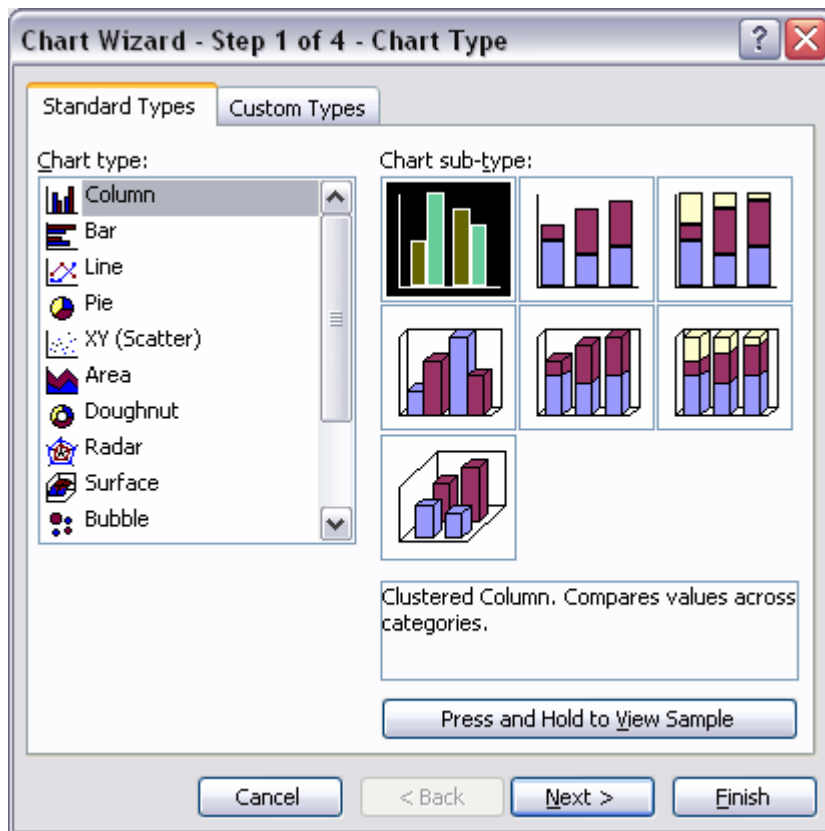 Chart Wizard - Step 1 of 4 - Chart Type
?
Standard Types
Custom Types
Chart type:
Column
Bar
Line
Pie
XY (Scatter)
Area
Doughnut
Radar
Surface
Bubble
Chart sub-type:
Clustered Column. Compares values across
categories.
Press and Hold to View Sample
Cancel
< Back
Next >
Finish